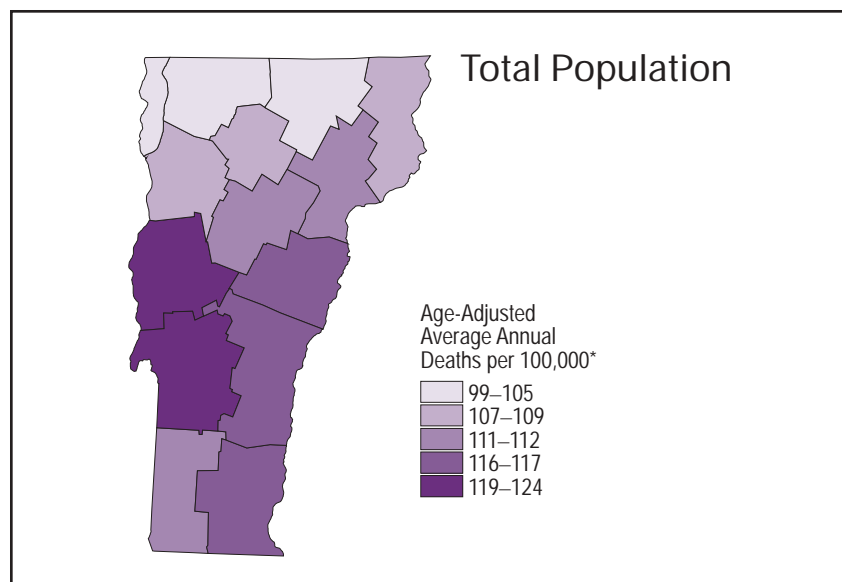 Total Population
Age-Adjusted
Average Annual
Deaths per 100,000*
99–105
107–109
111–112
116–117
119–124